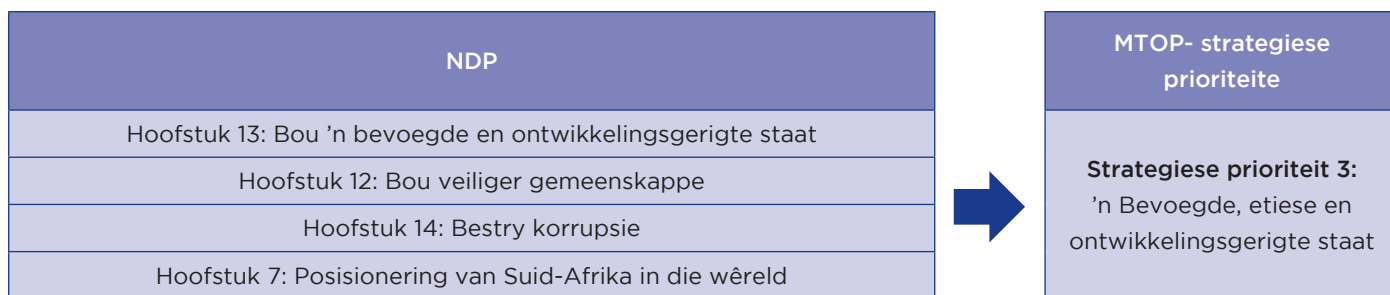 NDP
Hoofstuk 13: Bou ’n bevoegde en ontwikkelingsgerigte staat
Hoofstuk 12: Bou veiliger gemeenskappe
Hoofstuk 14: Bestry korrupsie
Hoofstuk 7: Posisionering van Suid-Afrika in die wêreld
MTOP- strategiese
prioriteite
Strategiese prioriteit 3:
’n Bevoegde, etiese en
ontwikkelingsgerigte staat